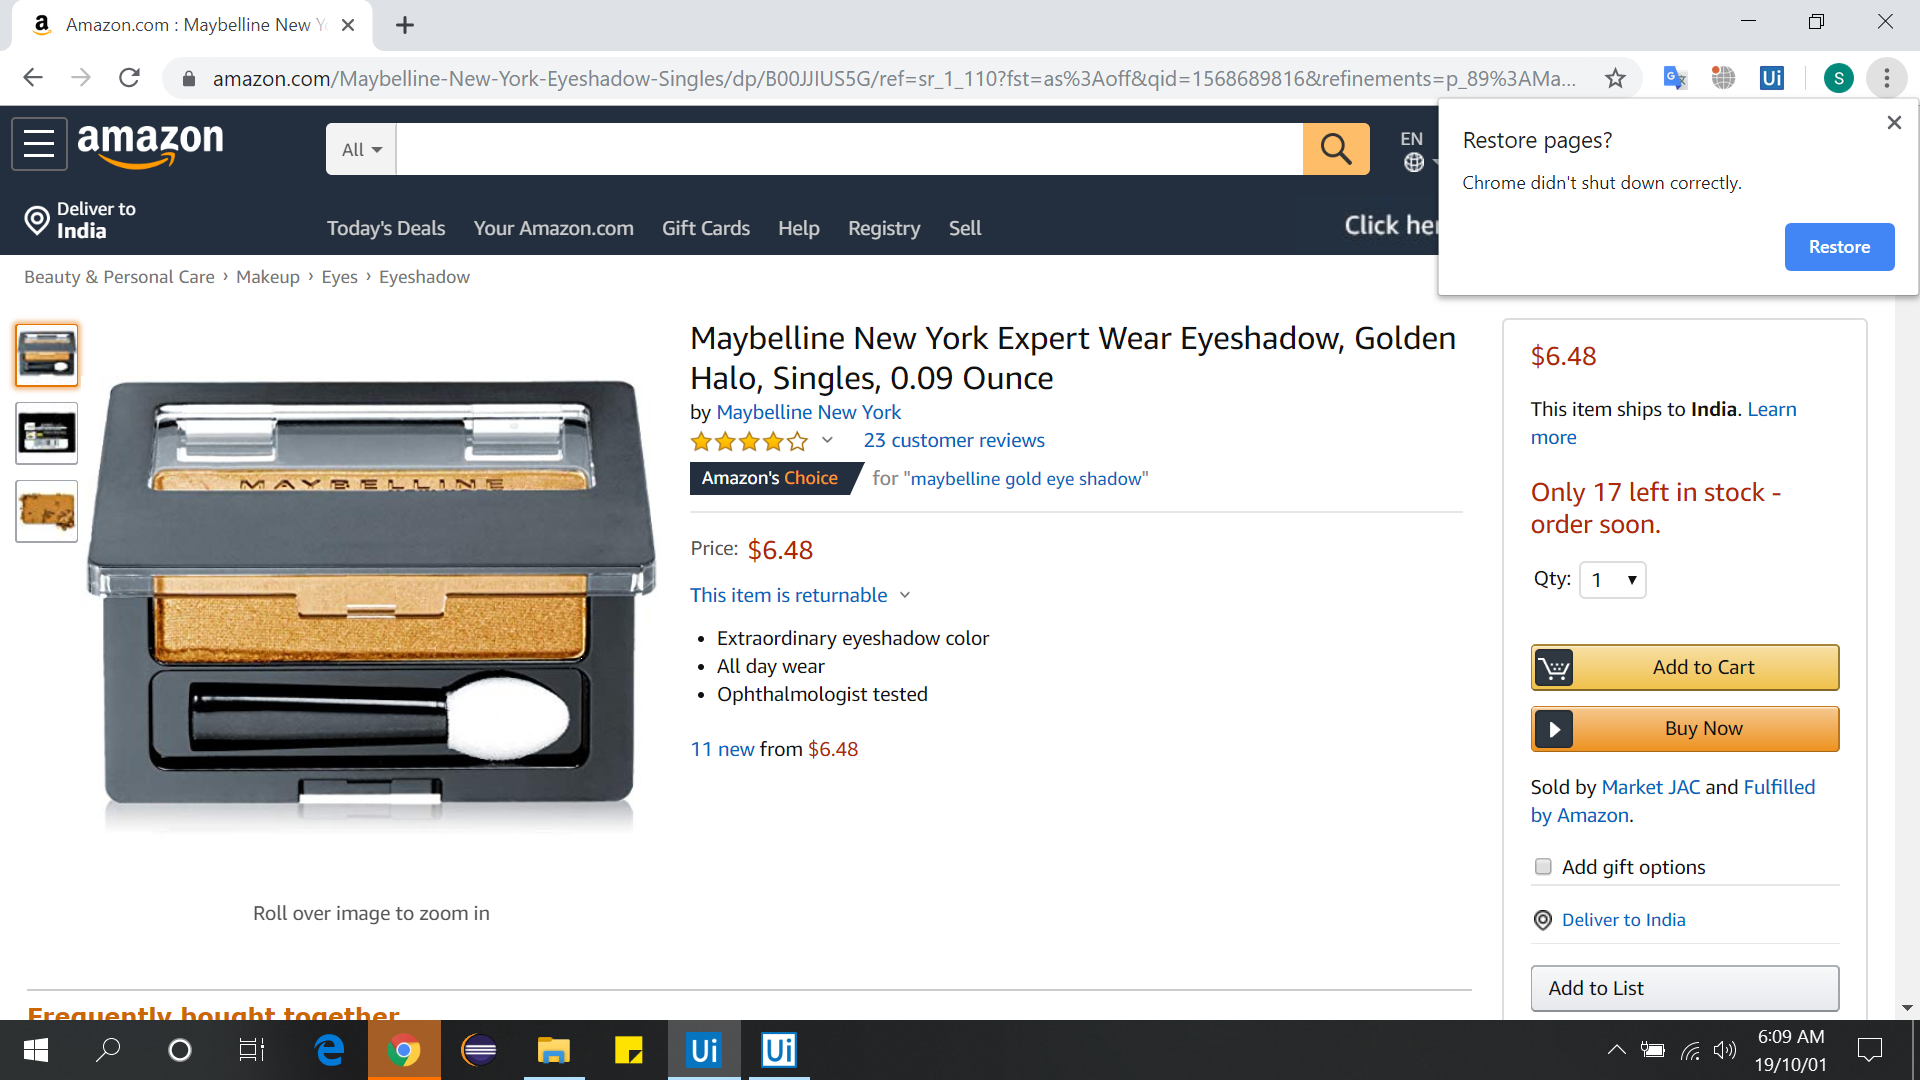 Amazon.com : Maybelline New Y
amazon.com/Maybelline-New-York-Eyeshadow-Singles/dp/B00JJIUS5G/ref=sr_1_110?fst=as%3Aoff&qid=1568689816&refinements=p_89%3AMa...
Ui
S
Restore pages?
Chrome didn't shut down correctly.
Restore
amazon
All
EN
Deliver to
India
Today's Deals
Your Amazon.com
Gift Cards
Help
Registry
Sell
Click her
Beauty & Personal Care › Makeup › Eyes › Eyeshadow
MAYBELLINE
Roll over image to zoom in
Maybelline New York Expert Wear Eyeshadow, Golden
Halo, Singles, 0.09 Ounce
by Maybelline New York
23 customer reviews
Amazon's Choice for "maybelline gold eye shadow"
Price: $6.48
This item is returnable
• Extraordinary eyeshadow color
• All day wear
• Ophthalmologist tested
11 new from $6.48
$6.48
This item ships to India. Learn
more
Only 17 left in stock -
order soon.
Qty: 1
Add to Cart
Buy Now
Sold by Market JAC and Fulfilled
by Amazon.
Add gift options
Deliver to India
Add to List
Frequently bought together
Ui
Ui
6:09 AM
19/10/01